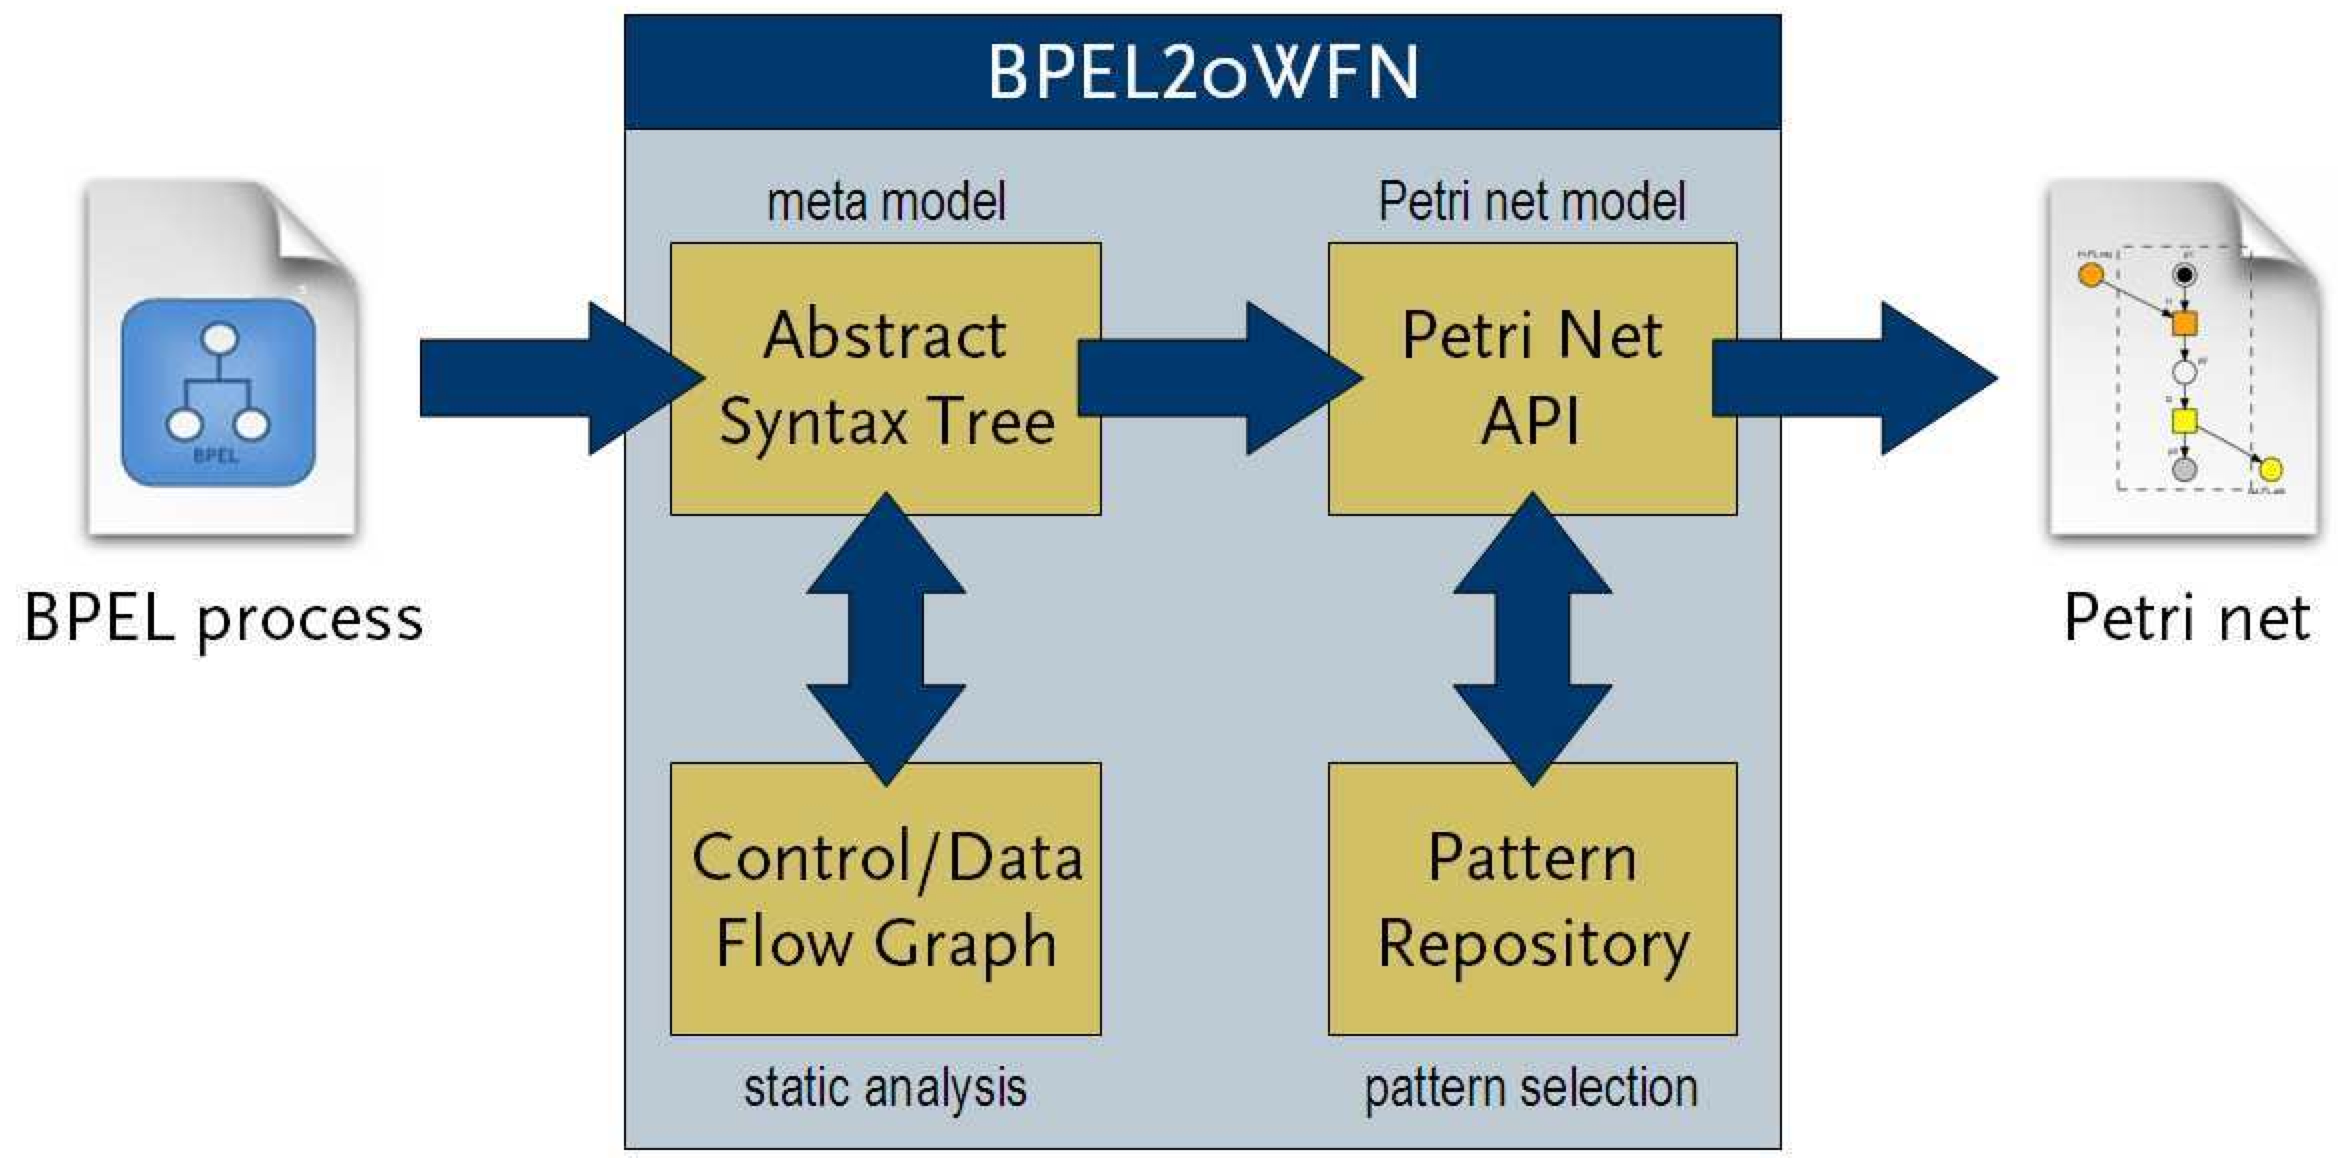 BPEL2oWFN
meta model
Petri net model
Abstract
Syntax Tree
Petri Net
API
BPEL
BPEL process
Petri net
Control/Data
Flow Graph
Pattern
Repository
static analysis
pattern selection